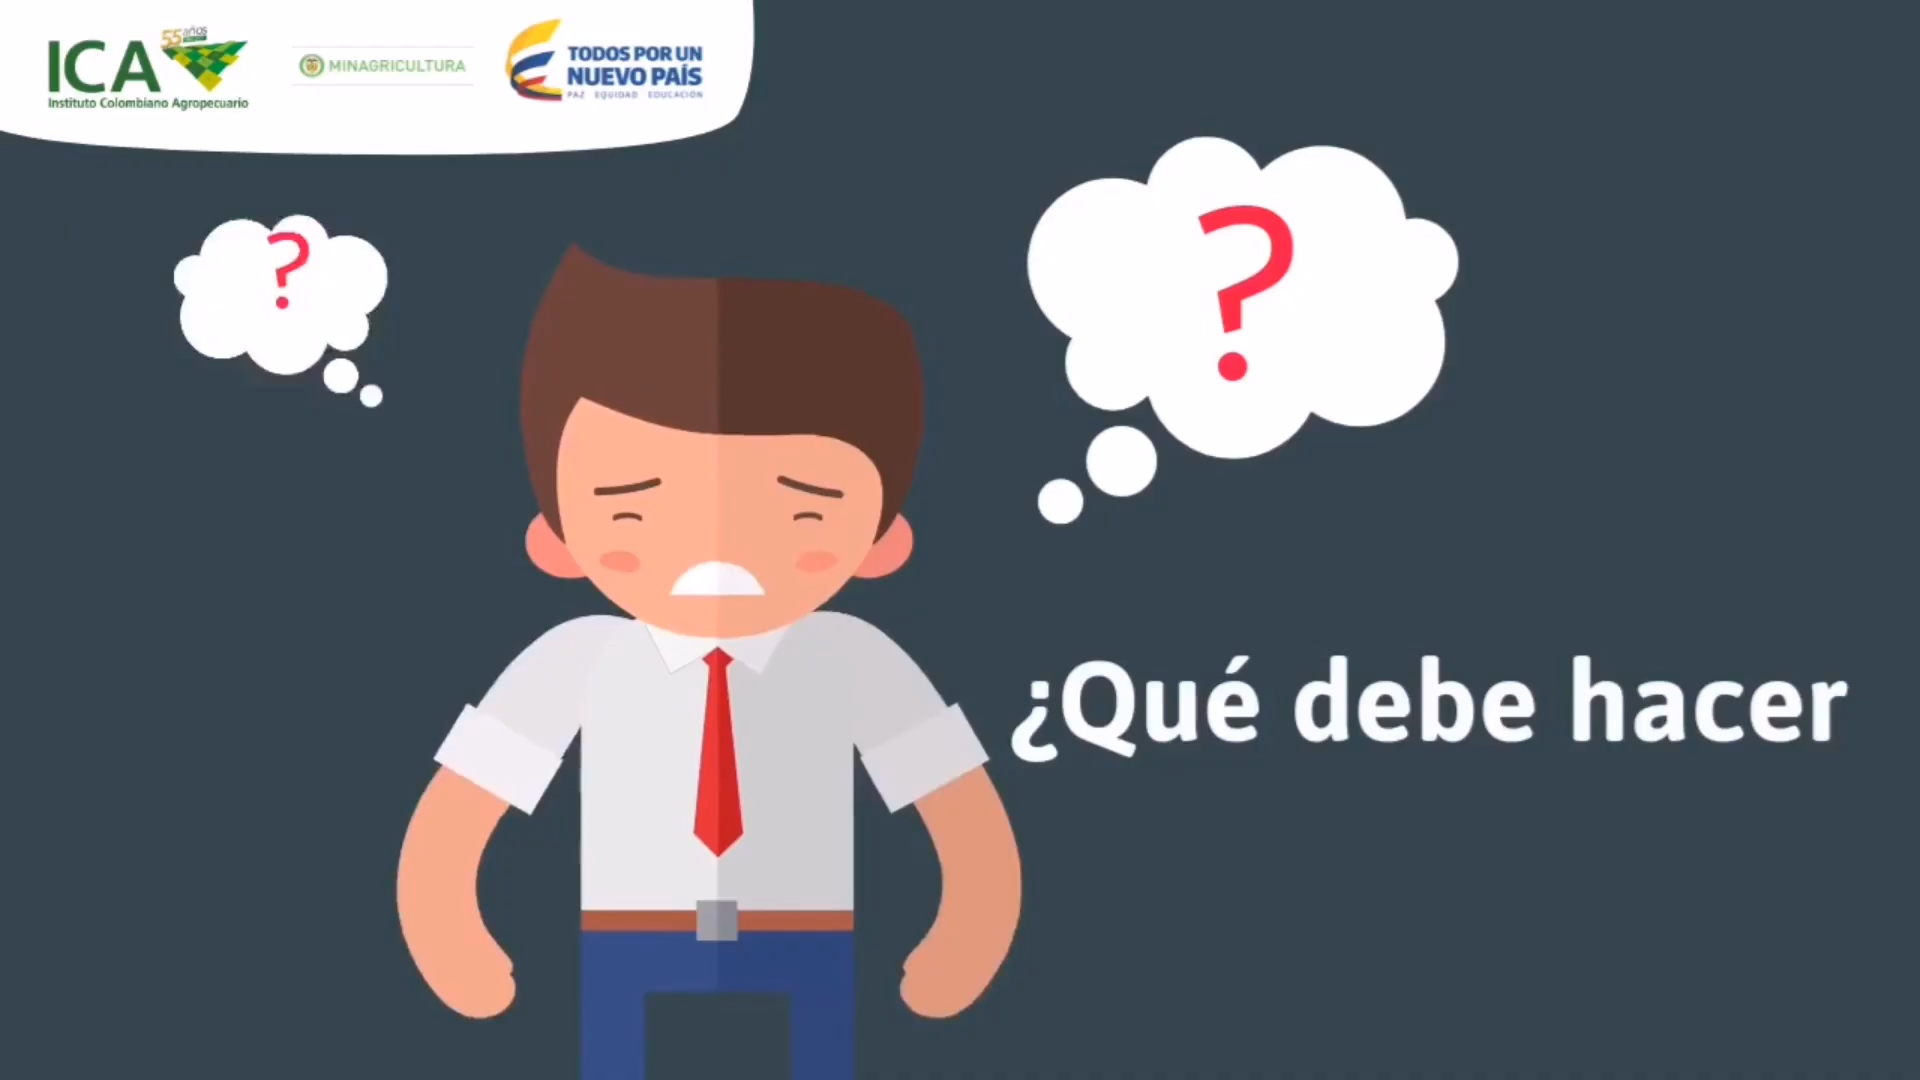 ICA
55 años
Instituto Colombiano Agropecuario
MINAGRICULTURA
TODOS POR UN
NUEVO PAÍS
PAZ EQUIDAD EDUCACIÓN
?
?
¿Qué debe hacer